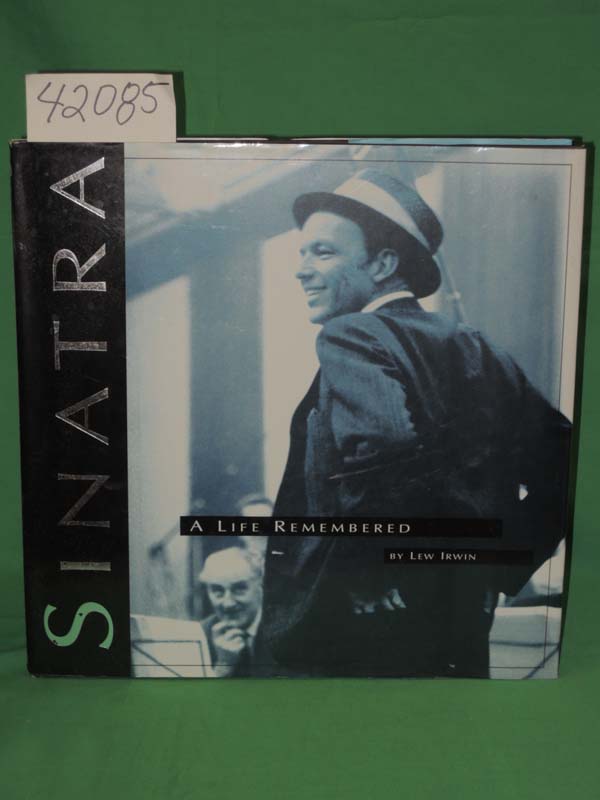 42085
SINATRA
A LIFE REMEMBERED
BY LEW IRWIN